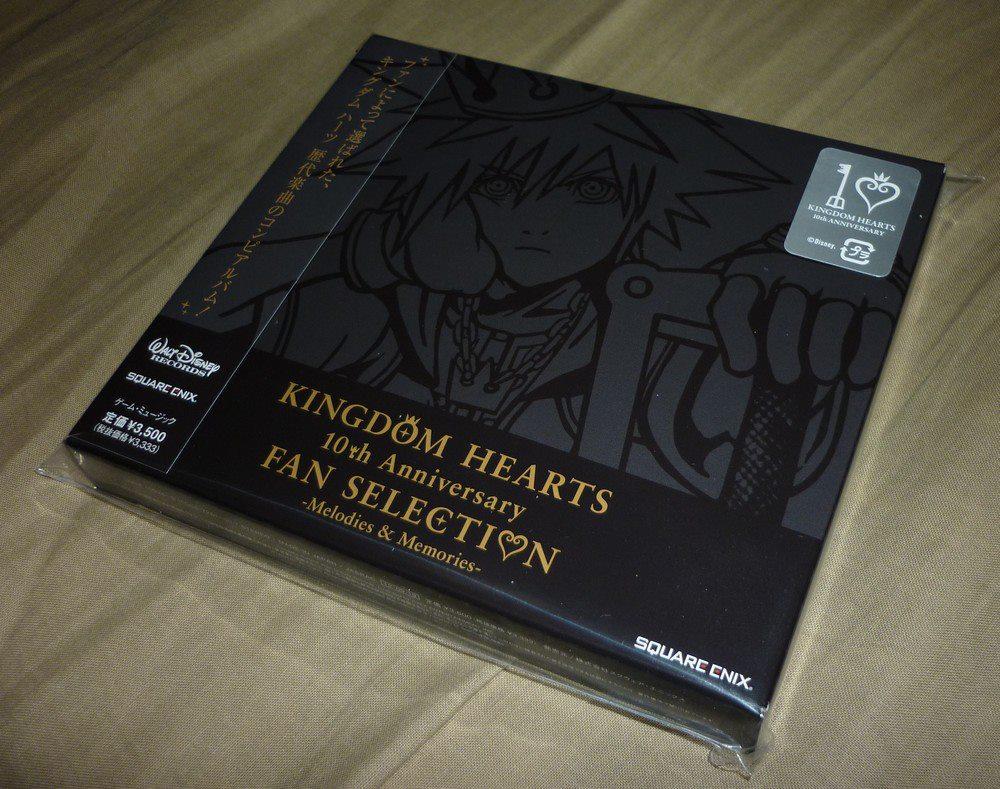 ファンによって選ばれた、
キングダム ハーツ 歴代楽曲のコンピアルバム!
WALT DISNEY
RECORDS
SQUARE ENIX.
ゲーム・ミュージック
定価¥3,500
(税抜価格¥3,333)
KINGDOM HEARTS
10th ANNIVERSARY
©Disney.
プラ
KINGDOM HEARTS
10th Anniversary
FAN SELECTION
-Melodies & Memories-
SQUARE ENIX.